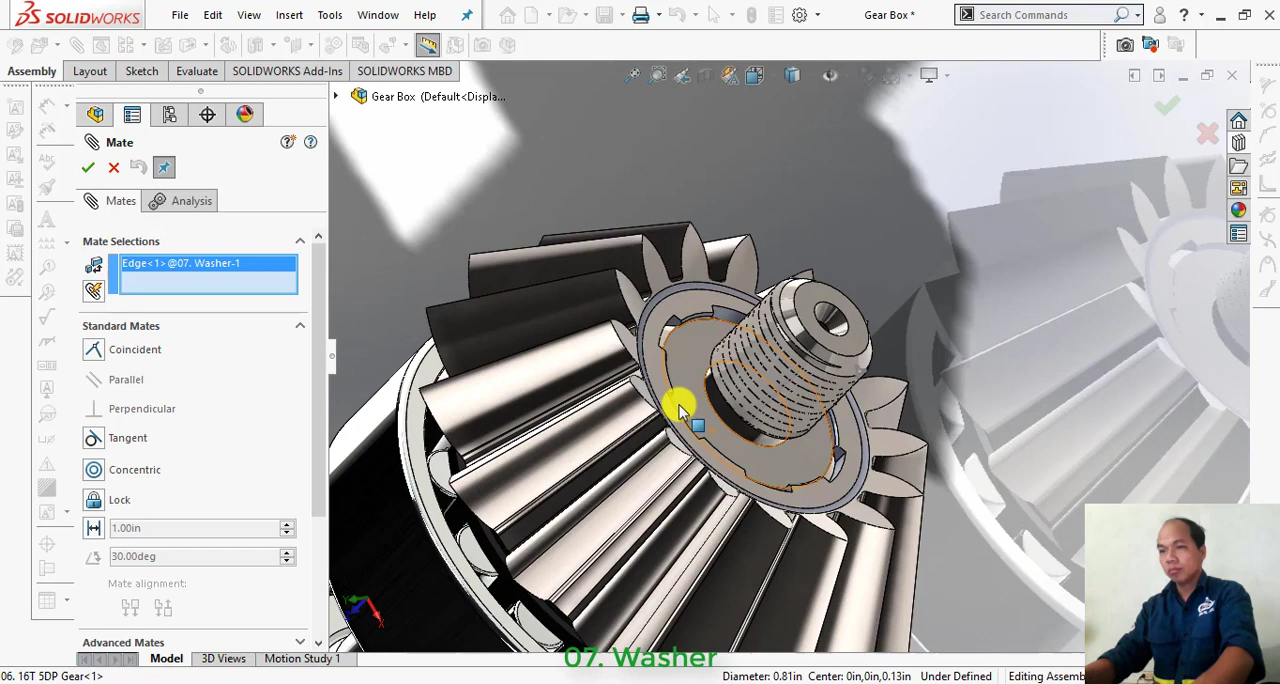 SOLIDWORKS
File
Edit
View
Insert
Tools
Window
Help
Gear Box *
Search Commands
Assembly
Layout
Sketch
Evaluate
SOLIDWORKS Add-Ins
SOLIDWORKS MBD
Gear Box (Default<Displa...
Mate
Mates
Analysis
Mate Selections
Edge<1>@07. Washer-1
Standard Mates
Coincident
Parallel
Perpendicular
Tangent
Concentric
Lock
1.00in
30.00deg
Mate alignment:
Advanced Mates
Model
3D Views
Motion Study 1
07. Washer
06. 16T 5DP Gear<1>
Diameter: 0.81in Center: 0in,0in,0.13in
Under Defined
Editing Assemb